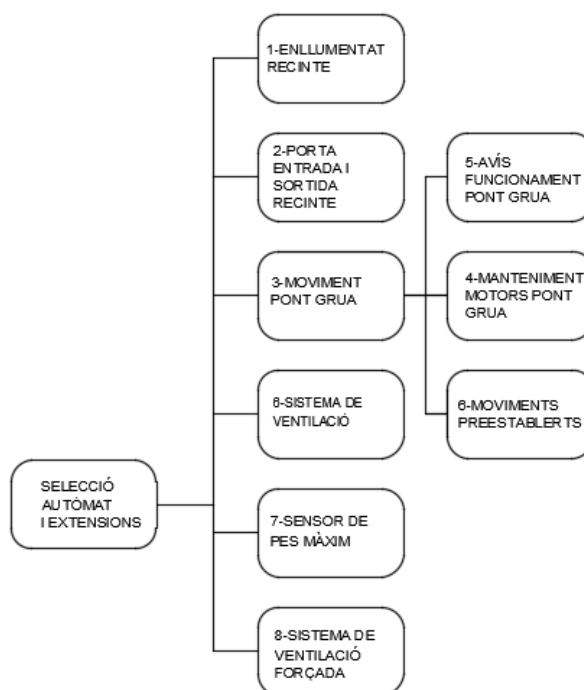 1-ENLLUMENTAT
RECINTE
2-PORTA
ENTRADA I
SORTIDA
RECINTE
5-AVÍS
FUNCIONAMENT
PONT GRUA
3-MOVIMENT
PONT GRUA
4-MANTENIMENT
MOTORS PONT
GRUA
6-SISTEMA DE
VENTILACIÓ
6-MOVIMENTS
PREESTABLERTS
SELECCIÓ
AUTÒMAT
I EXTENSIONS
7-SENSOR DE
PES MÀXIM
8-SISTEMA DE
VENTILACIÓ
FORÇADA